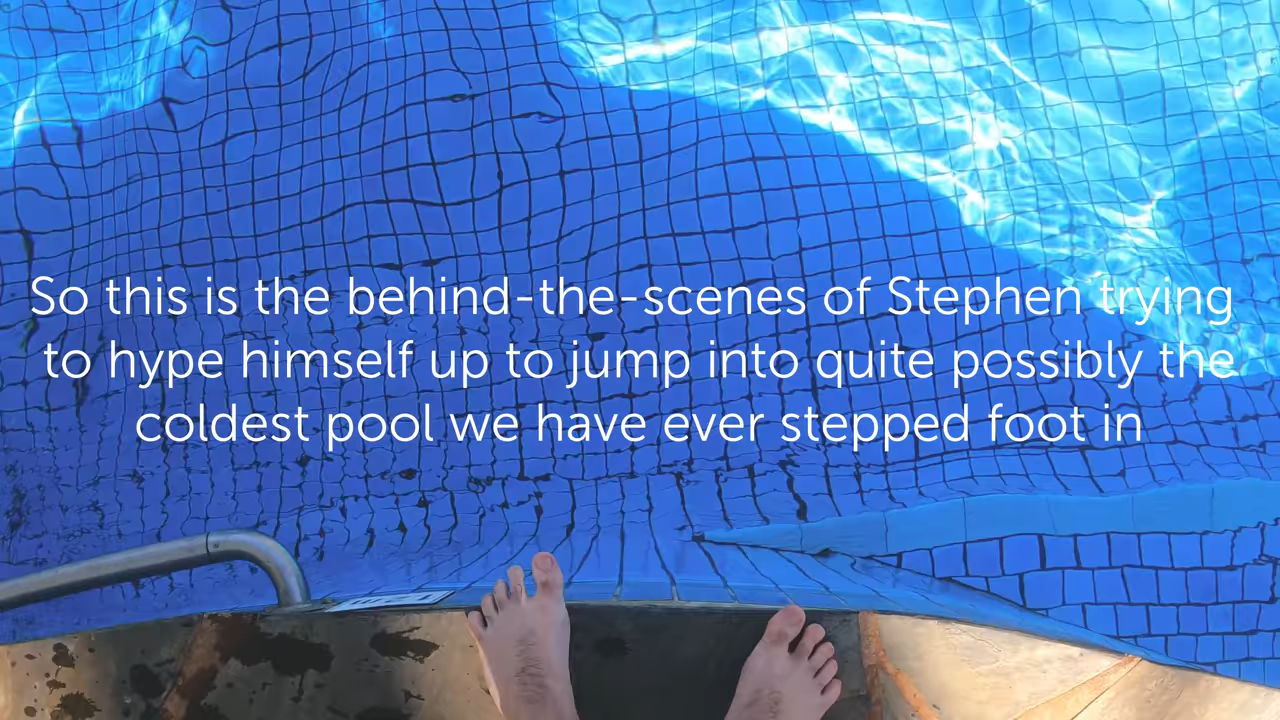 So this is the behind-the-scenes of Stephen trying
to hype himself up to jump into quite possibly the
coldest pool we have ever stepped foot in